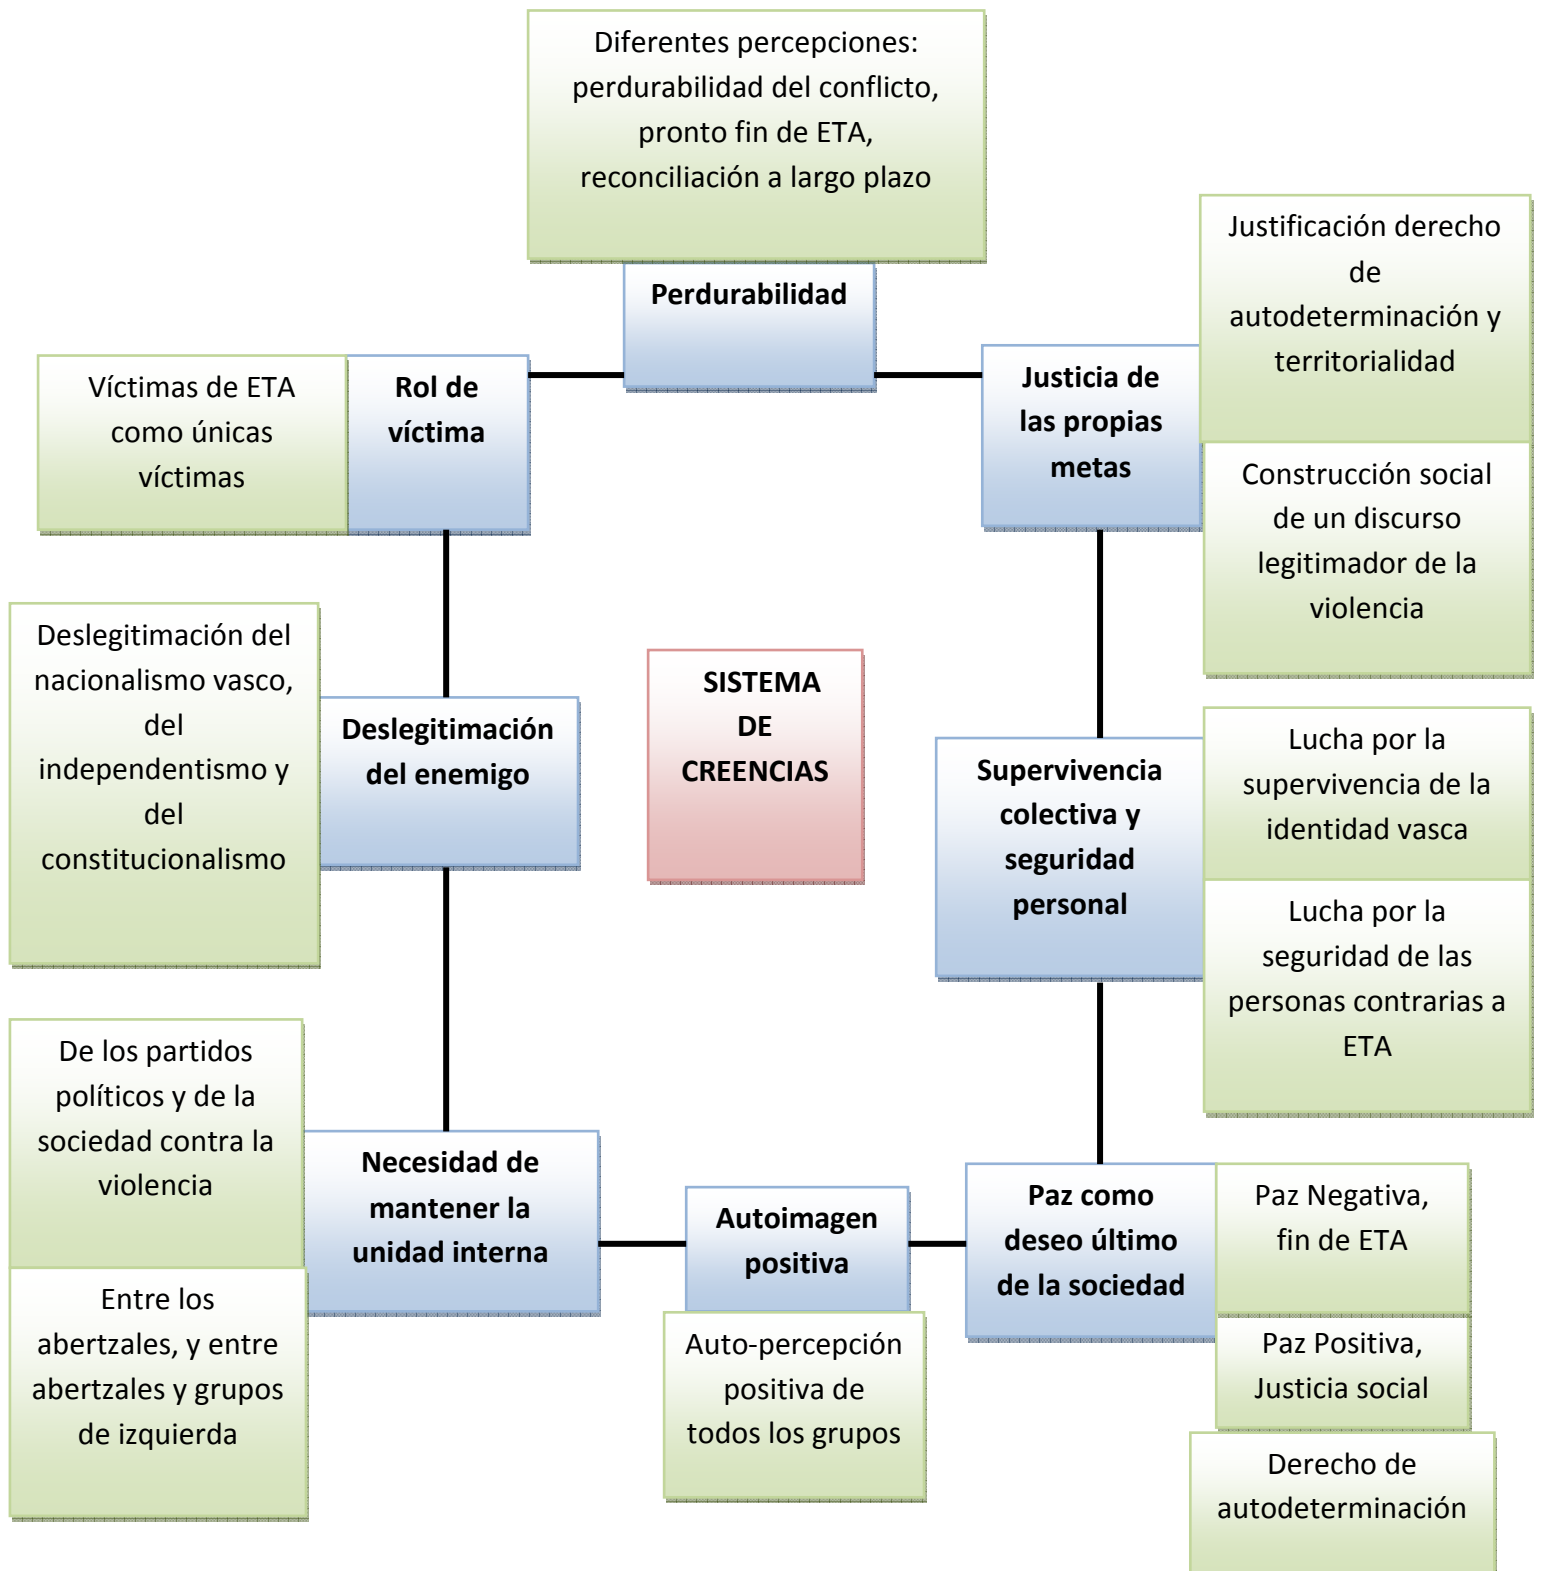 Diferentes percepciones:
perdurabilidad del conflicto,
pronto fin de ETA,
reconciliación a largo plazo
Perdurabilidad
Justificación derecho
de
autodeterminación y
territorialidad
Justicia de
las propias
metas
Construcción social
de un discurso
legitimador de la
violencia
Víctimas de ETA
como únicas
víctimas
Rol de
víctima
Deslegitimación del
nacionalismo vasco,
del
independentismo y
del
constitucionalismo
Deslegitimación
del enemigo
SISTEMA
DE
CREENCIAS
Supervivencia
colectiva y
seguridad
personal
Lucha por la
supervivencia de la
identidad vasca
Lucha por la
seguridad de las
personas contrarias a
ETA
De los partidos
políticos y de la
sociedad contra la
violencia
Necesidad de
mantener la
unidad interna
Entre los
abertzales, y entre
abertzales y grupos
de izquierda
Autoimagen
positiva
Auto-percepción
positiva de
todos los grupos
Paz como
deseo último
de la sociedad
Paz Negativa,
fin de ETA
Paz Positiva,
Justicia social
Derecho de
autodeterminación